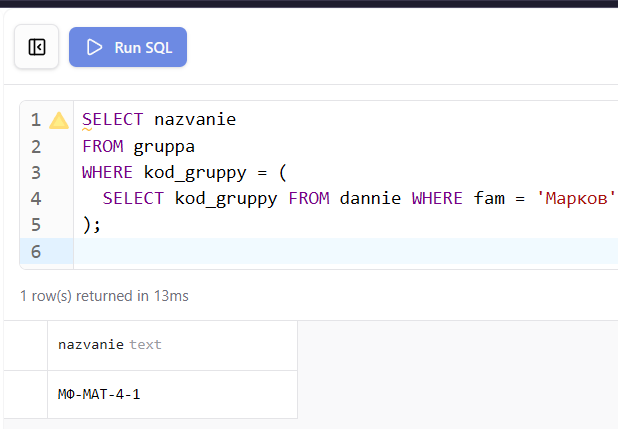 Run SQL
1 SELECT nazvanie
2 FROM gruppa
3 WHERE kod_gruppy = (
4 SELECT kod_gruppy FROM dannie WHERE fam = 'Марков'
5 );
6
1 row(s) returned in 13ms
nazvanie text
МФ-МАТ-4-1